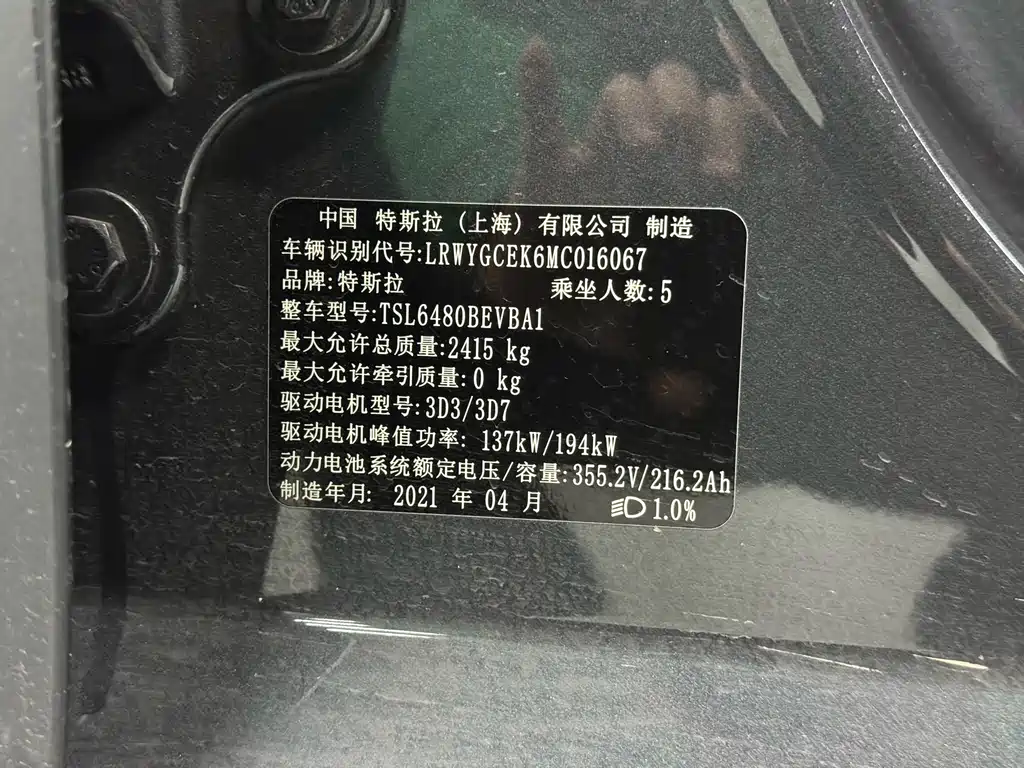 中国 特斯拉(上海)有限公司 制造
车辆识别代号:LRWYGCEK6MC016067
品牌:特斯拉 乘坐人数:5
整车型号:TSL6480BEVBA1
最大允许总质量:2415 kg
最大允许牵引质量:0 kg
驱动电机型号:3D3/3D7
驱动电机峰值功率: 137kW/194kW
动力电池系统额定电压/容量:355.2V/216.2Ah
制造年月: 2021 年 04 月 1.0%